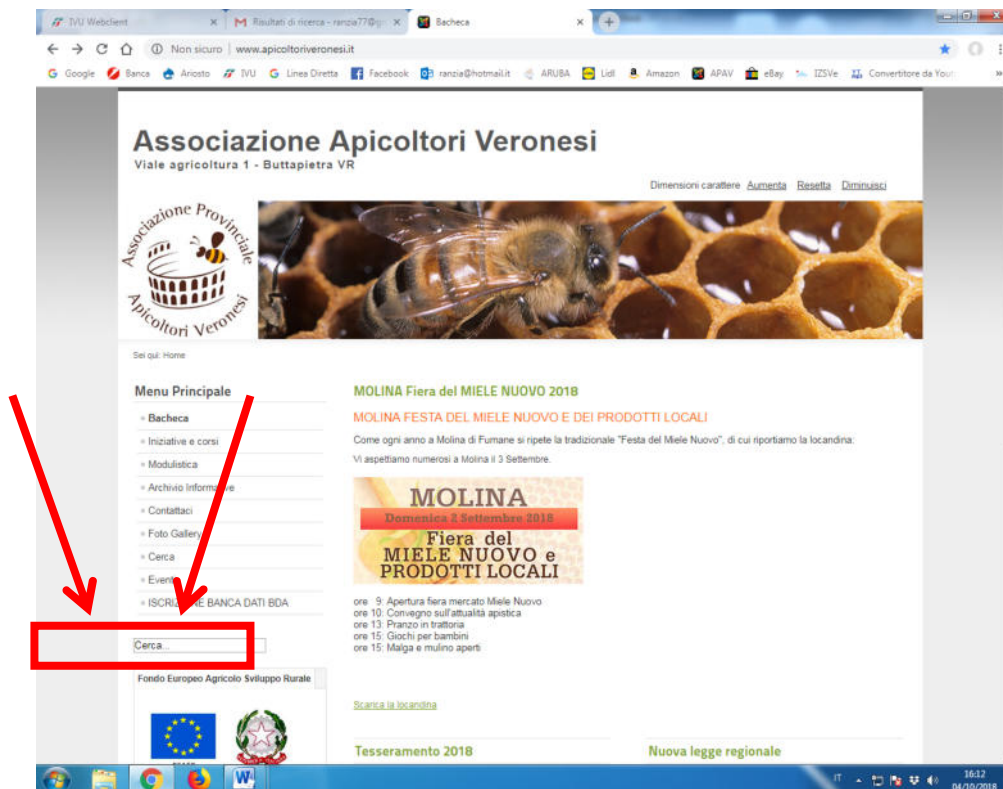 IVU Webclient
Risultati di ricerca - ranzia77@g
Bacheca
Non sicuro
www.apicoltoriveronesi.it
Google
Banca
Ariosto
IVU
Linea Diretta
Facebook
ranzia@hotmail.it
ARUBA
Lidl
Amazon
APAV
eBay
IZSVe
Convertitore da Yout
Associazione Apicoltori Veronesi
Viale agricoltura 1 - Buttapietra VR
Dimensioni carattere Aumenta Resetta Diminuisci
Associazione Provinciale
Apicoltori Veronesi
Sei qui: Home
Menu Principale
Bacheca
Iniziative e corsi
Modulistica
Archivio Informative
Contattaci
Foto Gallery
Cerca
ISCRIZIONE BANCA DATI BDA
Cerca...
Fondo Europeo Agricolo Sviluppo Rurale
MOLINA Fiera del MIELE NUOVO 2018
MOLINA FESTA DEL MIELE NUOVO E DEI PRODOTTI LOCALI
Come ogni anno a Molina di Fumane si ripete la tradizionale "Festa del Miele Nuovo", di cui riportiamo la locandina:
Vi aspettiamo numerosi a Molina il 3 Settembre.
MOLINA
Domenica 2 Settembre 2018
Fiera del
MIELE NUOVO e
PRODOTTI LOCALI
ore 9: Apertura fiera mercato Miele Nuovo
ore 10: Convegno sull'attualità apistica
ore 13: Pranzo in trattoria
ore 15: Giochi per bambini
ore 15: Malga e mulino aperti
Scarica la locandina
Tesseramento 2018
Nuova legge regionale
IT
16:12
04/10/2018